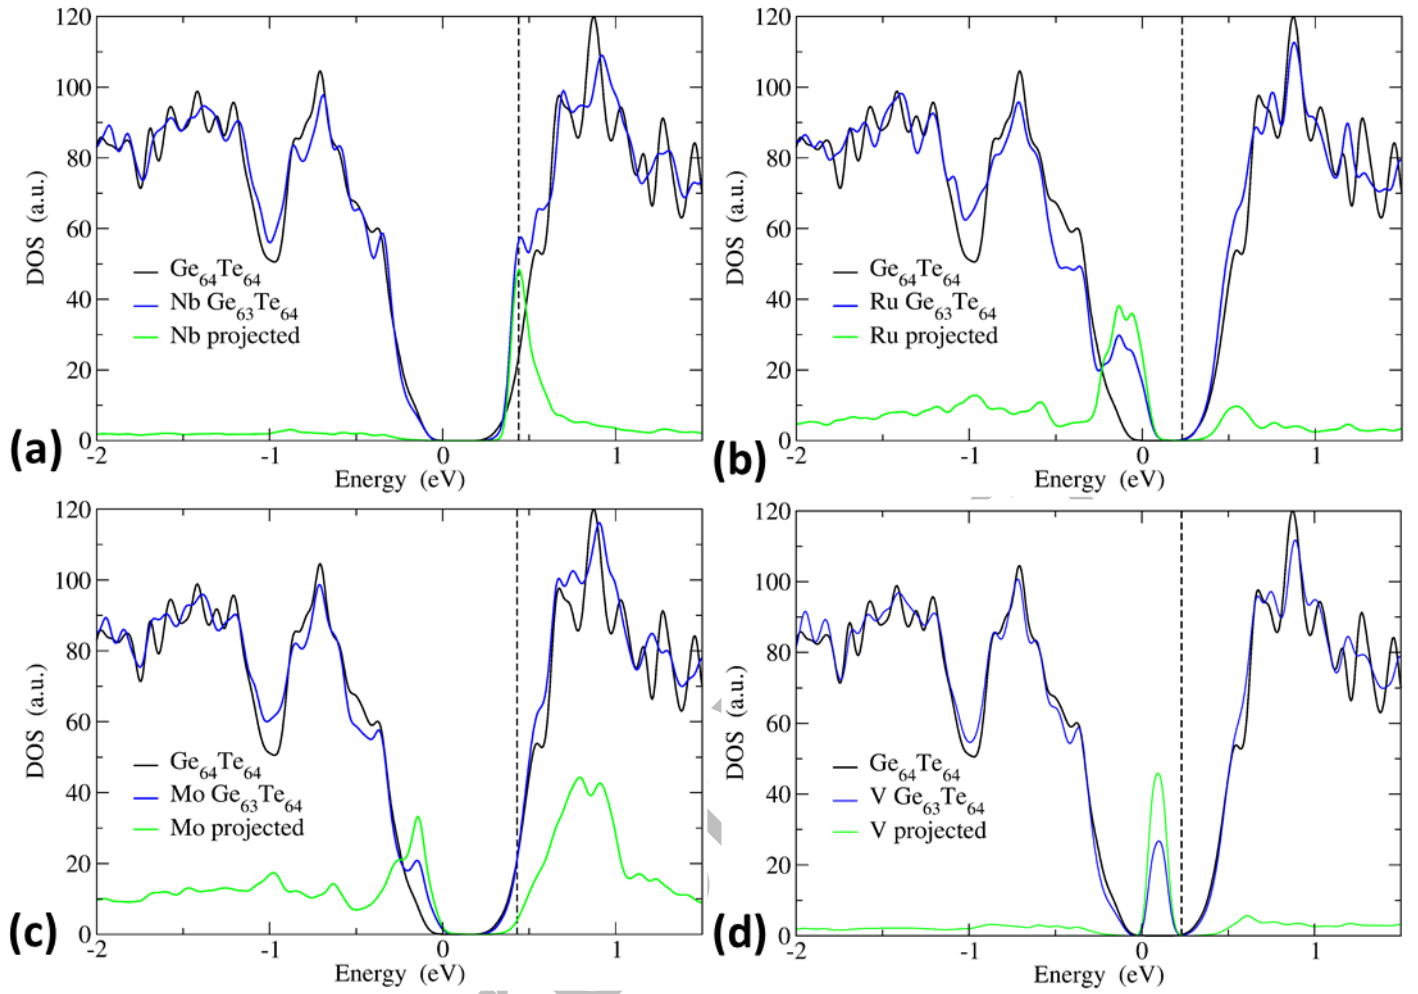 120
100
80
60
40
20
0
DOS (a.u.)
Ge64Te64
Nb Ge63Te64
Nb projected
(a)
-2 -1 0 1
Energy (eV)
120
100
80
60
40
20
0
DOS (a.u.)
Ge64Te64
Ru Ge63Te64
Ru projected
(b)
-2 -1 0 1
Energy (eV)
120
100
80
60
40
20
0
DOS (a.u.)
Ge64Te64
Mo Ge63Te64
Mo projected
(c)
-2 -1 0 1
Energy (eV)
120
100
80
60
40
20
0
DOS (a.u.)
Ge64Te64
V Ge63Te64
V projected
(d)
-2 -1 0 1
Energy (eV)